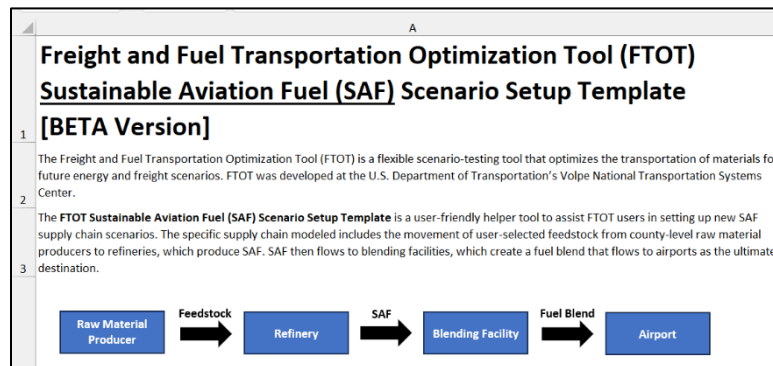 A
Freight and Fuel Transportation Optimization Tool (FTOT)
Sustainable Aviation Fuel (SAF) Scenario Setup Template
1 [BETA Version]
The Freight and Fuel Transportation Optimization Tool (FTOT) is a flexible scenario-testing tool that optimizes the transportation of materials fo
future energy and freight scenarios. FTOT was developed at the U.S. Department of Transportation's Volpe National Transportation Systems
2 Center.
The FTOT Sustainable Aviation Fuel (SAF) Scenario Setup Template is a user-friendly helper tool to assist FTOT users in setting up new SAF
supply chain scenarios. The specific supply chain modeled includes the movement of user-selected feedstock from county-level raw material
producers to refineries, which produce SAF. SAF then flows to blending facilities, which create a fuel blend that flows to airports as the ultimate
3 destination.
Feedstock SAF Fuel Blend
Raw Material
Producer
Refinery
Blending Facility
Airport